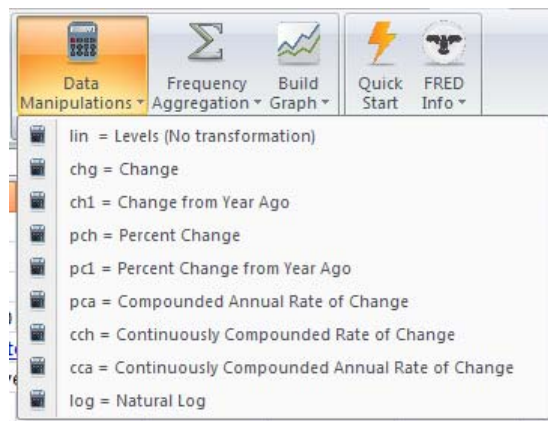 Data
Manipulations
Frequency
Aggregation
Build
Graph
Quick
Start
FRED
Info
lin = Levels (No transformation)
chg = Change
ch1 = Change from Year Ago
pch = Percent Change
pc1 = Percent Change from Year Ago
pca = Compounded Annual Rate of Change
cch = Continuously Compounded Rate of Change
cca = Continuously Compounded Annual Rate of Change
log = Natural Log